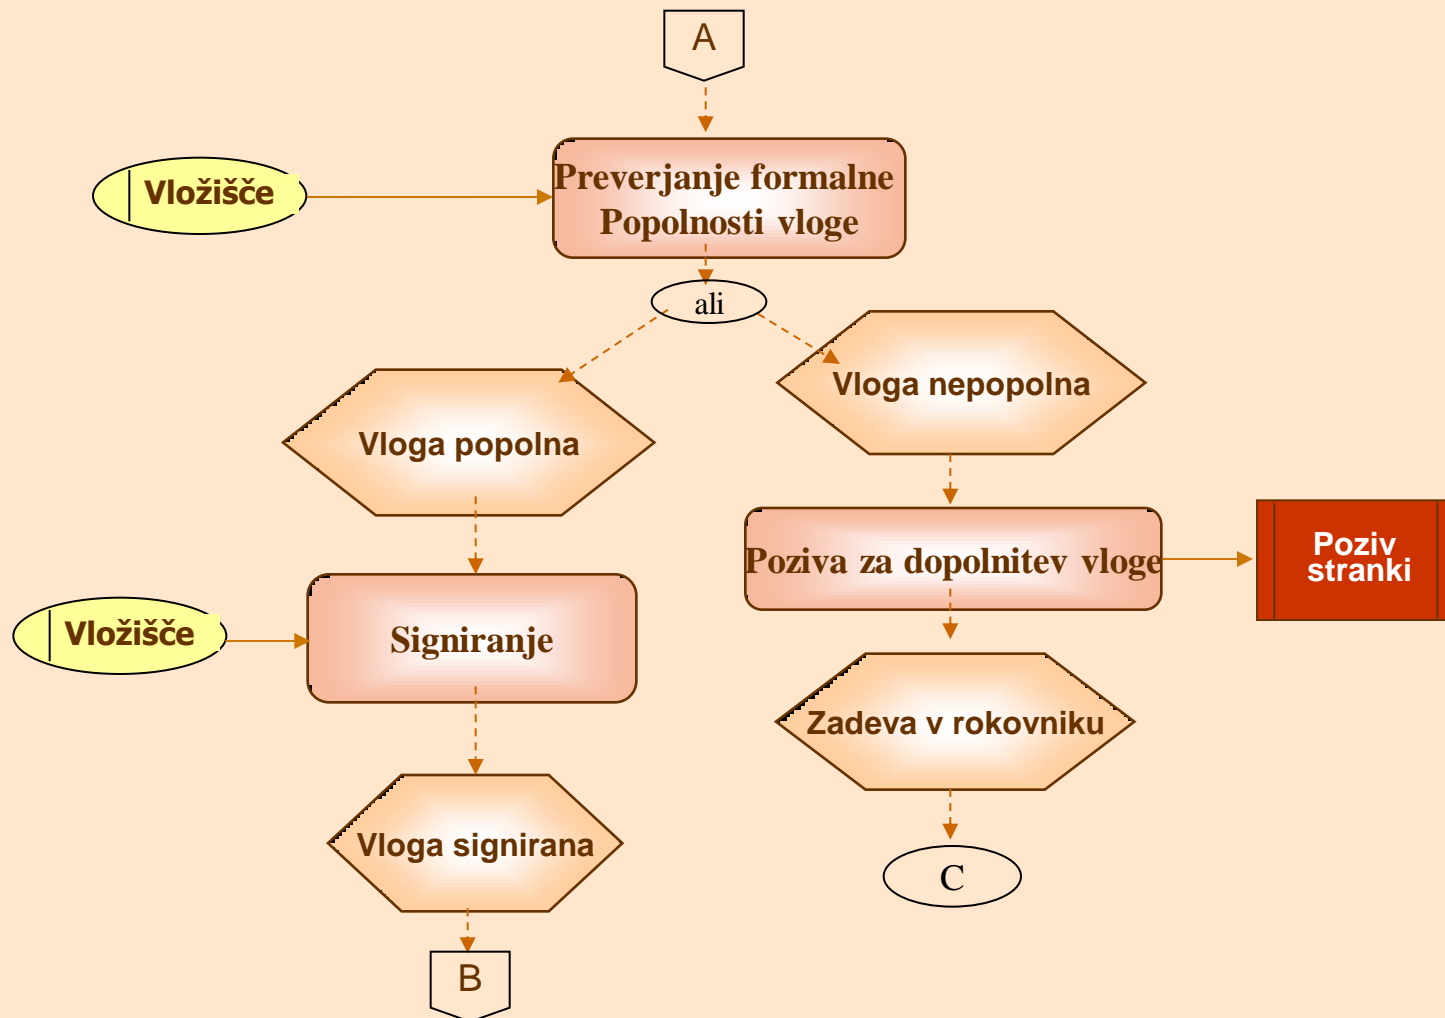 A
Vložišče
Preverjanje formalne
Popolnosti vloge
ali
Vloga nepopolna
Vloga popolna
Poziva za dopolnitev vloge
Poziv
stranki
Vložišče
Signiranje
Zadeva v rokovniku
Vloga signirana
C
B